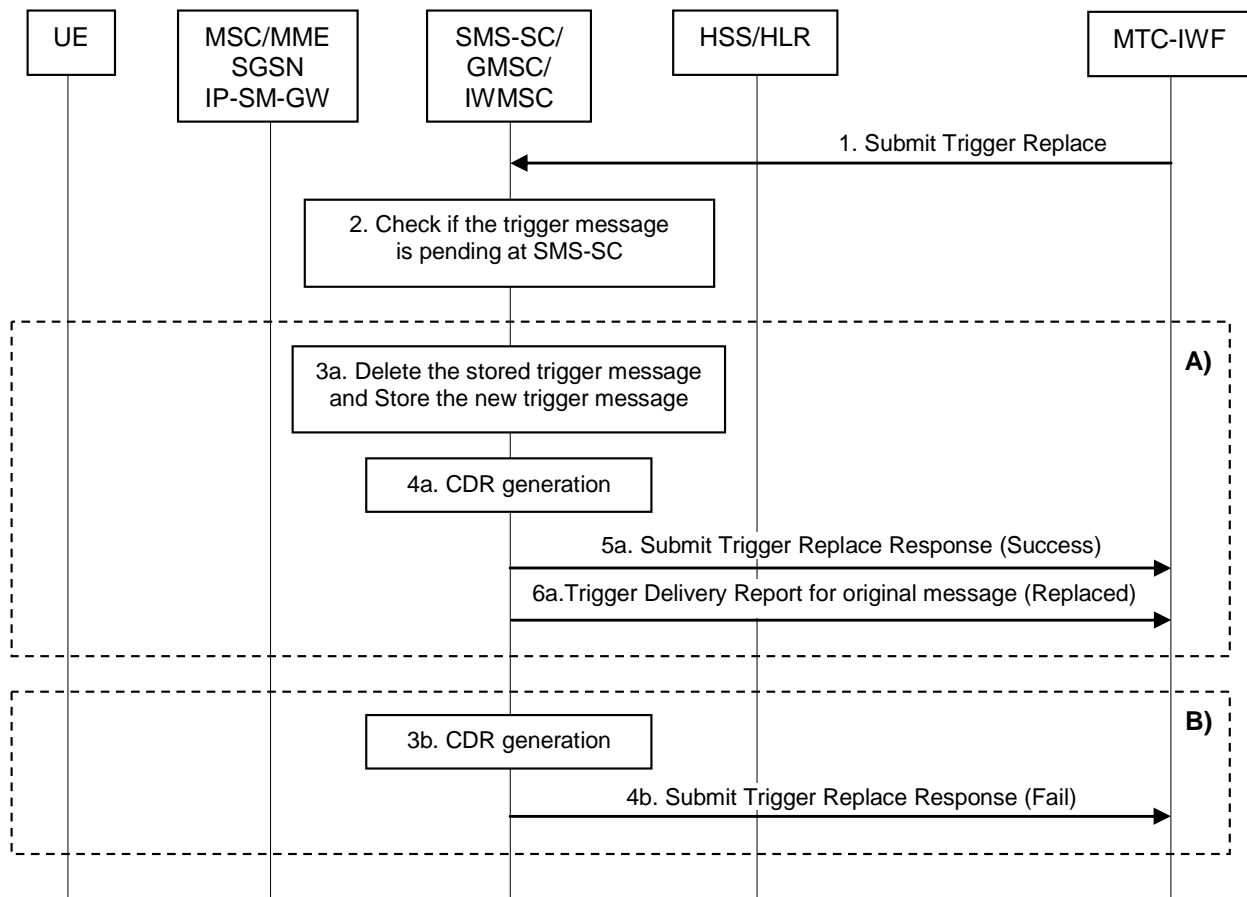 UE
MSC/MME
SGSN
IP-SM-GW
SMS-SC/
GMSC/
IWMSC
HSS/HLR
MTC-IWF
1. Submit Trigger Replace
2. Check if the trigger message
is pending at SMS-SC
A)
3a. Delete the stored trigger message
and Store the new trigger message
4a. CDR generation
5a. Submit Trigger Replace Response (Success)
6a.Trigger Delivery Report for original message (Replaced)
B)
3b. CDR generation
4b. Submit Trigger Replace Response (Fail)